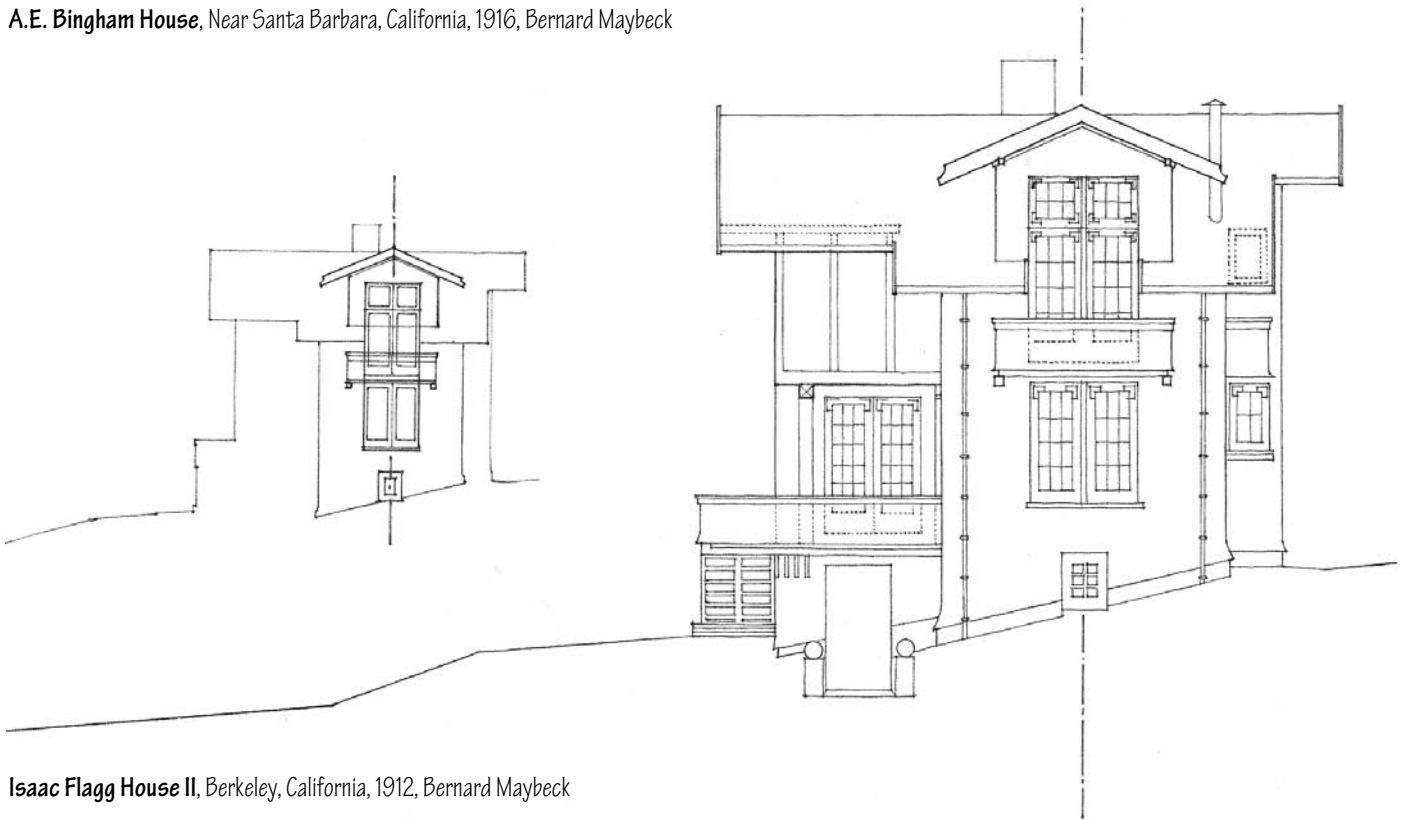 A.E. Bingham House, Near Santa Barbara, California, 1916, Bernard Maybeck
Isaac Flagg House II, Berkeley, California, 1912, Bernard Maybeck